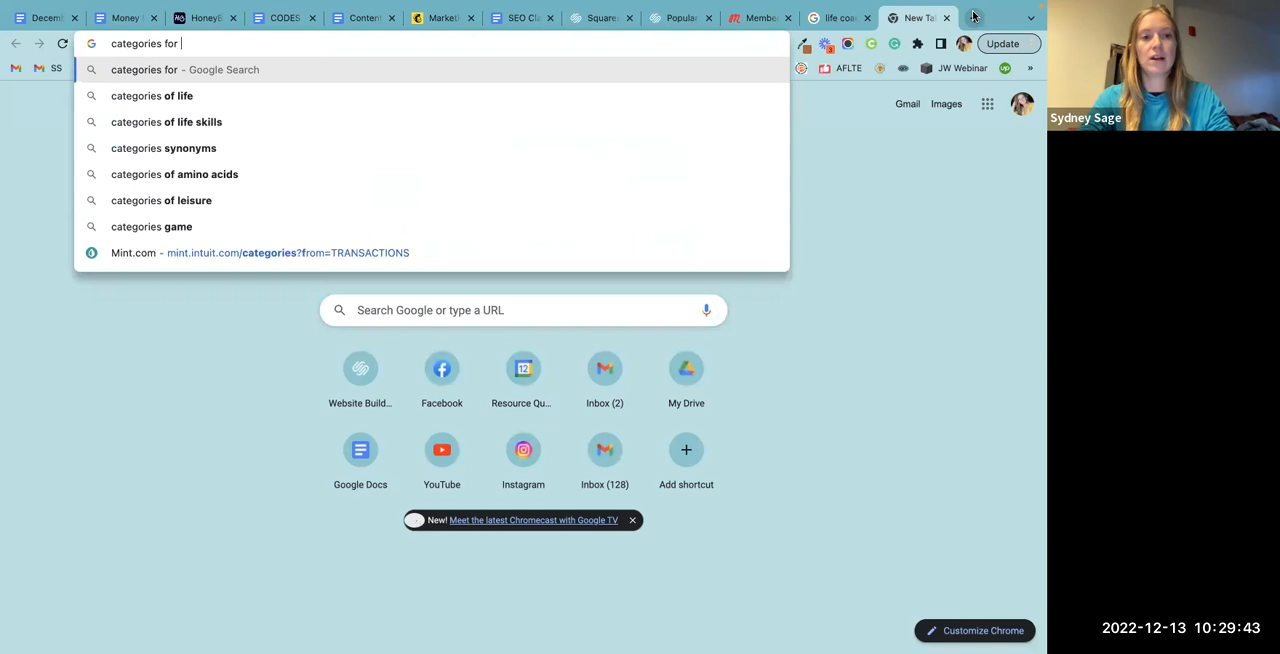 Decemb
Money
HoneyB
CODES
Content
Market
SEO Cl
Square
Popular
Membe
life coa
New Ta
categories for
Update
SS
AFLTE
JW Webinar
»
categories for - Google Search
categories of life
categories of life skills
categories synonyms
categories of amino acids
categories of leisure
categories game
Mint.com - mint.intuit.com/categories?from=TRANSACTIONS
Gmail Images
Sydney Sage
Search Google or type a URL
Website Build...
Facebook
Resource Qu...
Inbox (2)
My Drive
Google Docs
YouTube
Instagram
Inbox (128)
Add shortcut
New! Meet the latest Chromecast with Google TV
Customize Chrome
2022-12-13 10:29:43